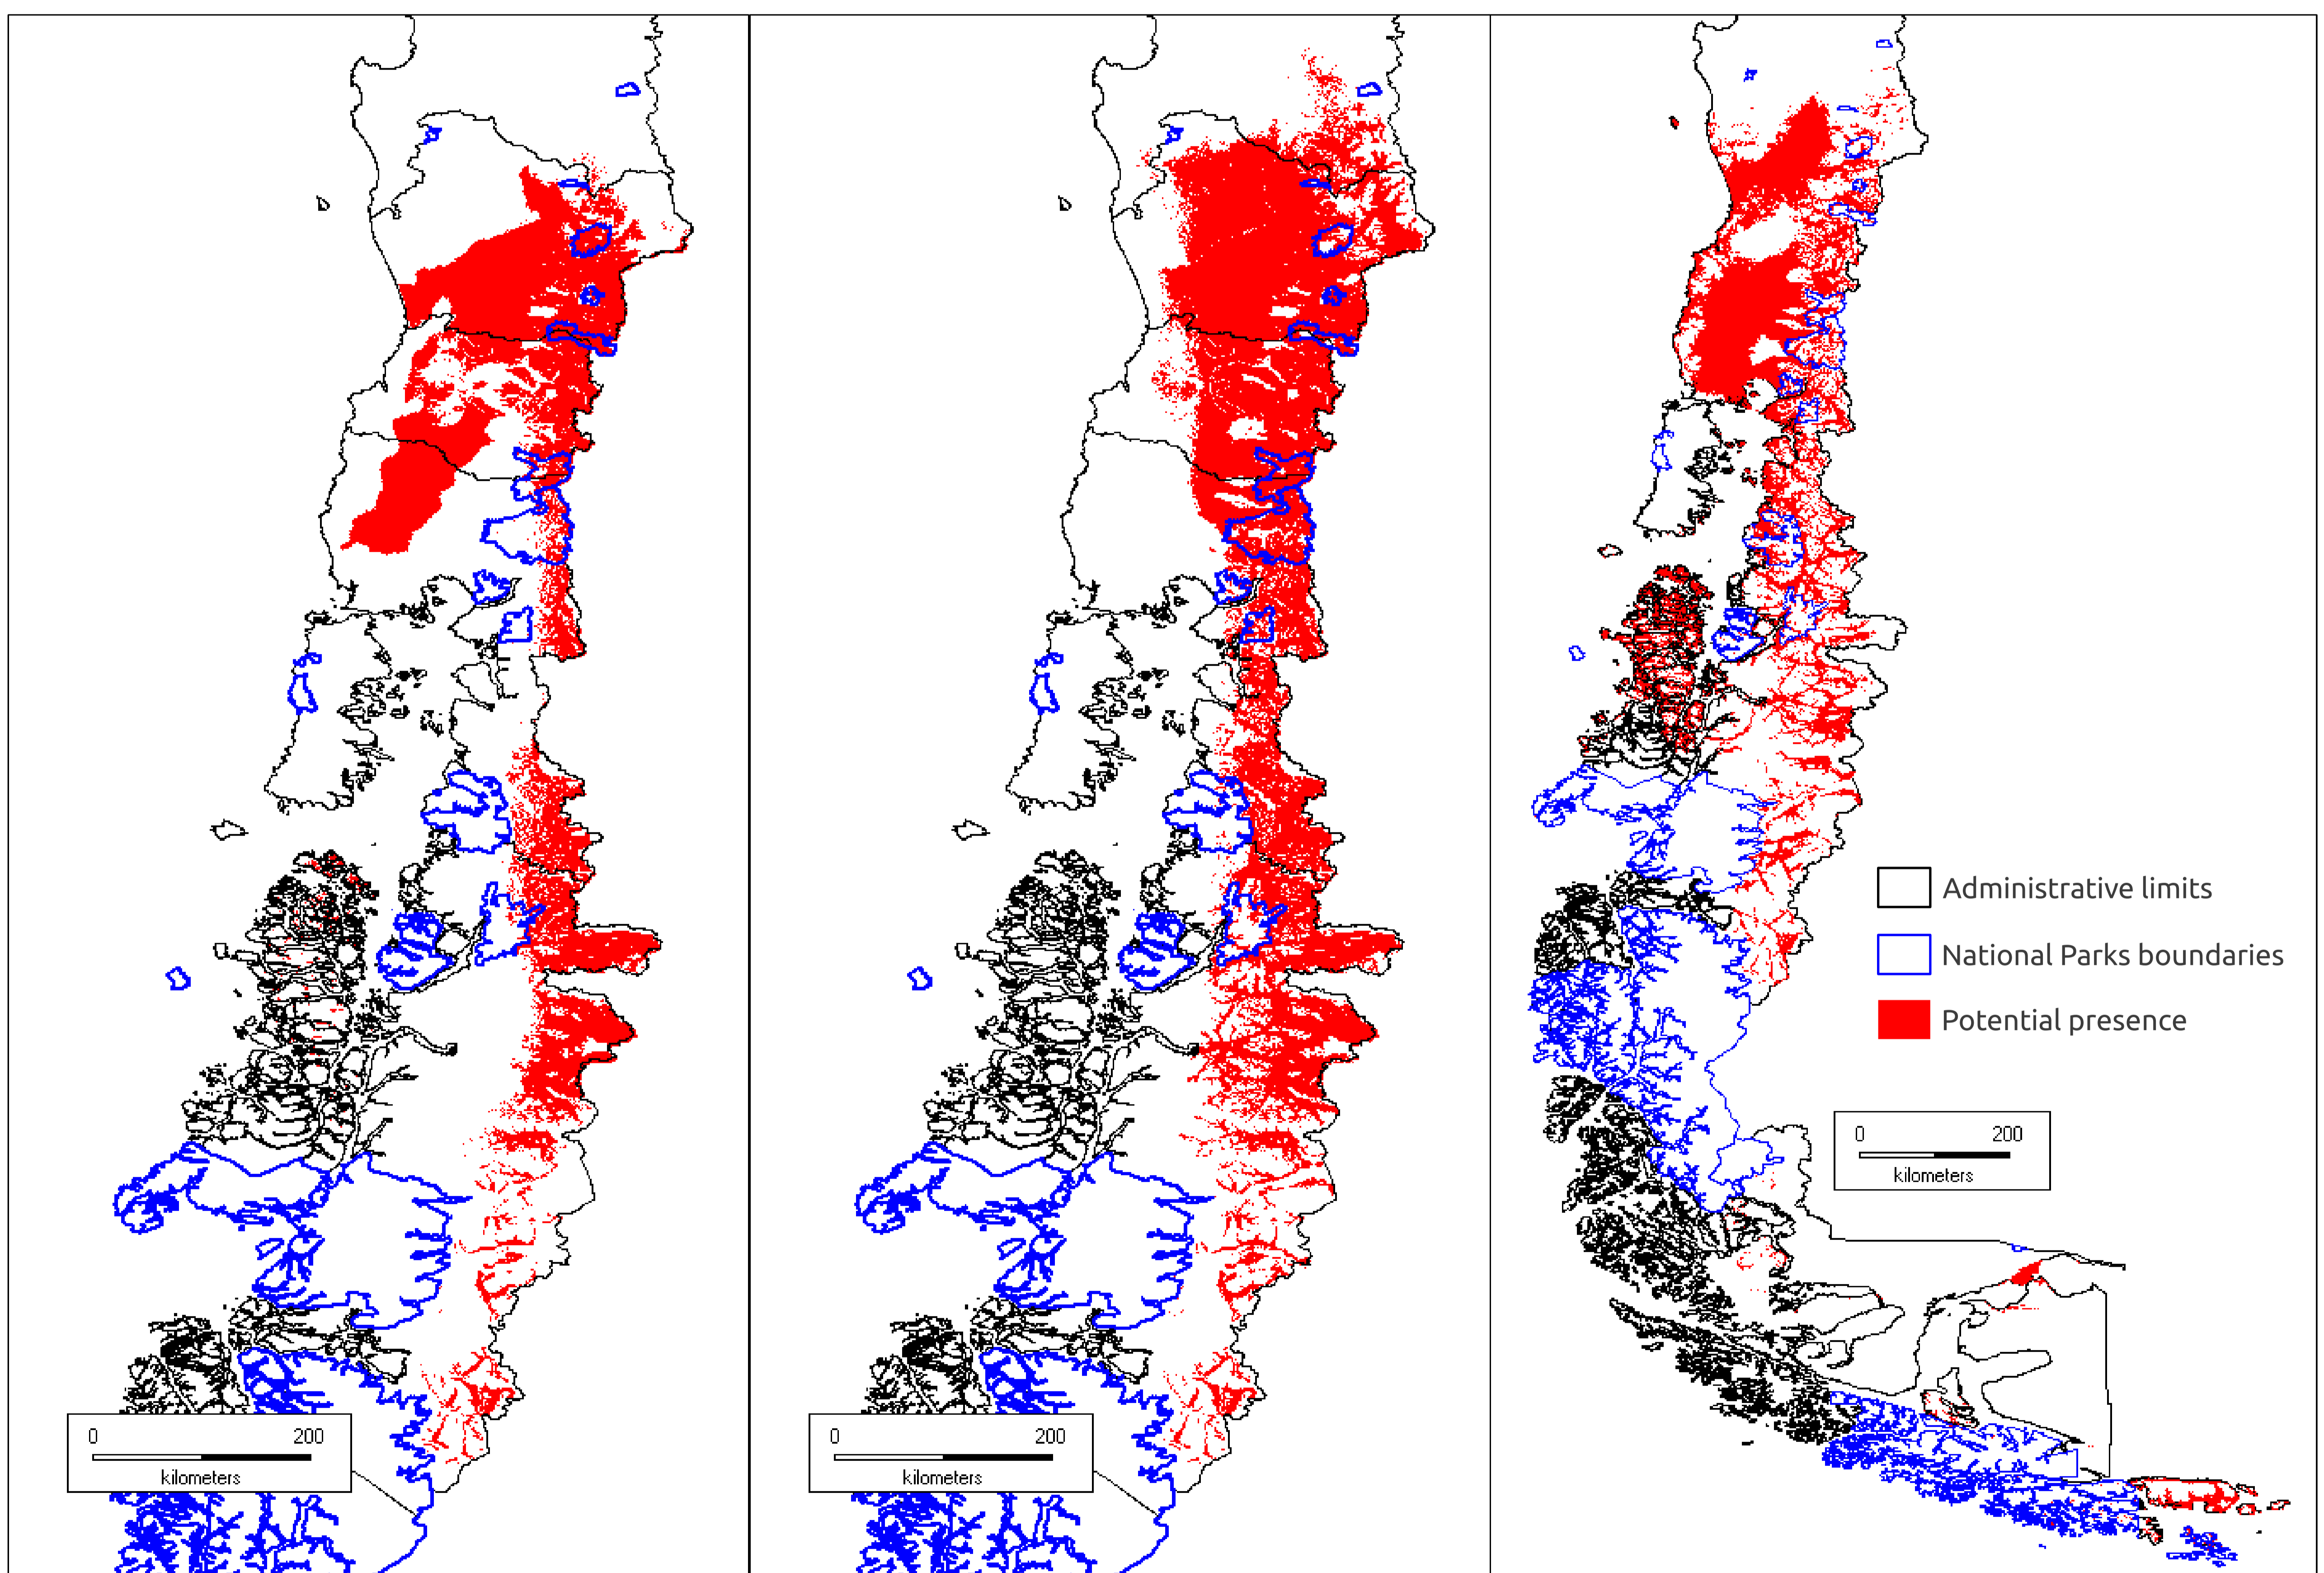 Administrative limits
National Parks boundaries
Potential presence
0 200
kilometers
0 200
kilometers
0 200
kilometers